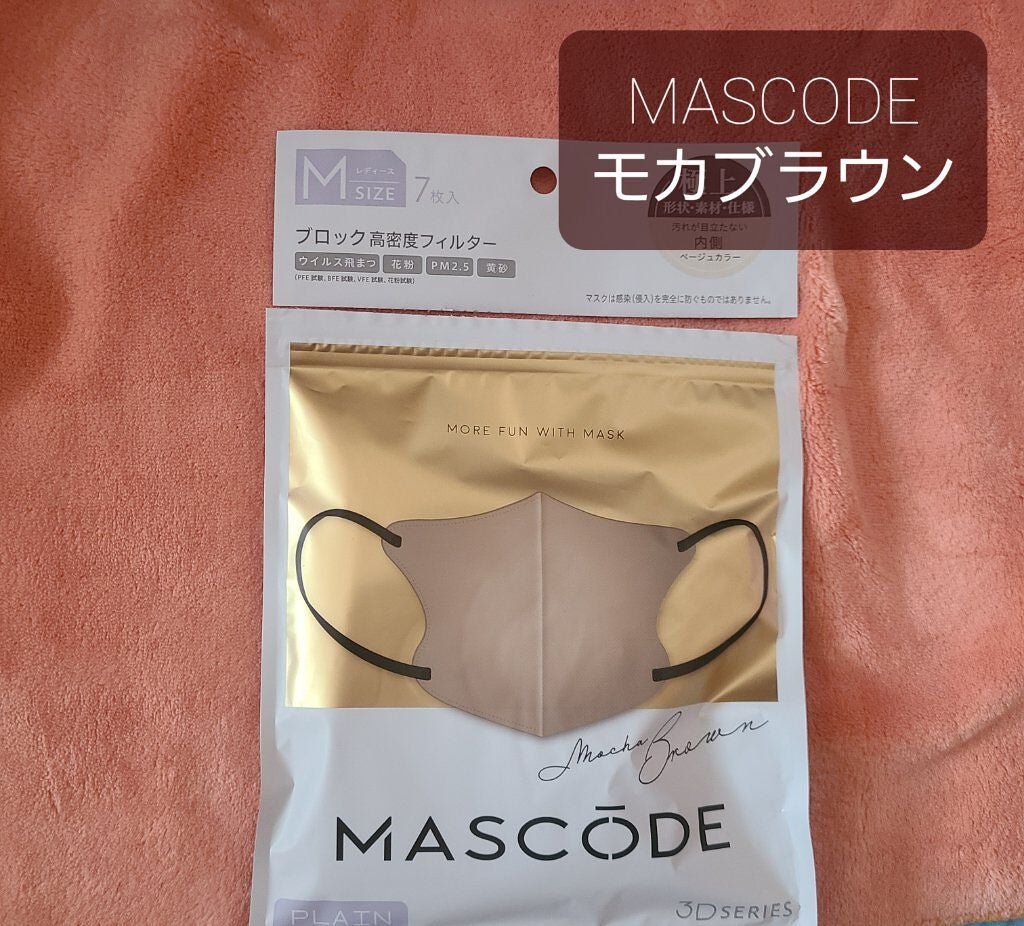 MASCODE
モカブラウン
M
レディース
SIZE
7枚入
ブロック高密度フィルター
ウイルス飛まつ 花粉 PM2.5 黄砂
(PFE試験、BFE試験、VFE試験、花粉試験)
極上
形状・素材・仕様
汚れが目立たない
内側
ベージュカラー
マスクは感染(侵入)を完全に防ぐものではありません。
MORE FUN WITH MASK
Mocha Brown
MASCŌDE
PLAIN
3D SERIES